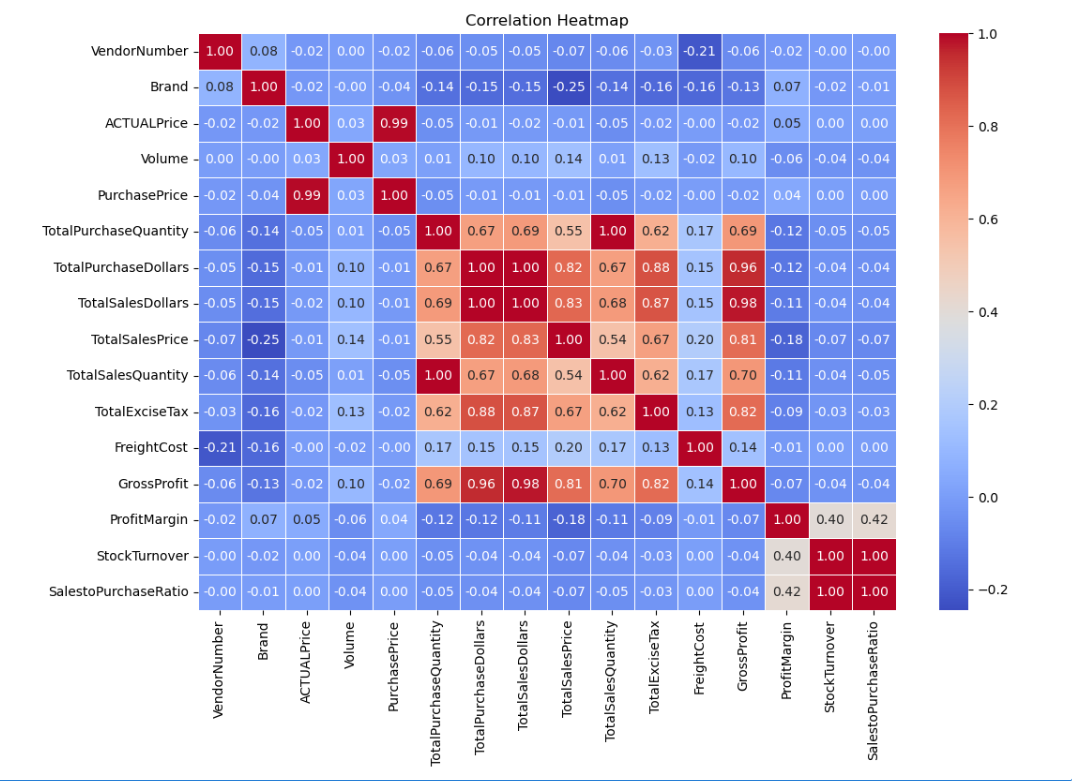 Correlation Heatmap
VendorNumber 1.00 0.08 -0.02 0.00 -0.02 -0.06 -0.05 -0.05 -0.07 -0.06 -0.03 -0.21 -0.06 -0.02 -0.00 -0.00
Brand 0.08 1.00 -0.02 -0.00 -0.04 -0.14 -0.15 -0.15 -0.25 -0.14 -0.16 -0.16 -0.13 0.07 -0.02 -0.01
ACTUALPrice -0.02 -0.02 1.00 0.03 0.99 -0.05 -0.01 -0.02 -0.01 -0.05 -0.02 -0.00 -0.02 0.05 0.00 0.00
Volume 0.00 -0.00 0.03 1.00 0.03 0.01 0.10 0.10 0.14 0.01 0.13 -0.02 0.10 -0.06 -0.04 -0.04
PurchasePrice -0.02 -0.04 0.99 0.03 1.00 -0.05 -0.01 -0.01 -0.01 -0.05 -0.02 -0.00 -0.02 0.04 0.00 0.00
TotalPurchaseQuantity -0.06 -0.14 -0.05 0.01 -0.05 1.00 0.67 0.69 0.55 1.00 0.62 0.17 0.69 -0.12 -0.05 -0.05
TotalPurchaseDollars -0.05 -0.15 -0.01 0.10 -0.01 0.67 1.00 1.00 0.82 0.67 0.88 0.15 0.96 -0.12 -0.04 -0.04
TotalSalesDollars -0.05 -0.15 -0.02 0.10 -0.01 0.69 1.00 1.00 0.83 0.68 0.87 0.15 0.98 -0.11 -0.04 -0.04
TotalSalesPrice -0.07 -0.25 -0.01 0.14 -0.01 0.55 0.82 0.83 1.00 0.54 0.67 0.20 0.81 -0.18 -0.07 -0.07
TotalSalesQuantity -0.06 -0.14 -0.05 0.01 -0.05 1.00 0.67 0.68 0.54 1.00 0.62 0.17 0.70 -0.11 -0.04 -0.05
TotalExciseTax -0.03 -0.16 -0.02 0.13 -0.02 0.62 0.88 0.87 0.67 0.62 1.00 0.13 0.82 -0.09 -0.03 -0.03
FreightCost -0.21 -0.16 -0.00 -0.02 -0.00 0.17 0.15 0.15 0.20 0.17 0.13 1.00 0.14 -0.01 0.00 0.00
GrossProfit -0.06 -0.13 -0.02 0.10 -0.02 0.69 0.96 0.98 0.81 0.70 0.82 0.14 1.00 -0.07 -0.04 -0.04
ProfitMargin -0.02 0.07 0.05 -0.06 0.04 -0.12 -0.12 -0.11 -0.18 -0.11 -0.09 -0.01 -0.07 1.00 0.40 0.42
StockTurnover -0.00 -0.02 0.00 -0.04 0.00 -0.05 -0.04 -0.04 -0.07 -0.04 -0.03 0.00 -0.04 0.40 1.00 1.00
SalestoPurchaseRatio -0.00 -0.01 0.00 -0.04 0.00 -0.05 -0.04 -0.04 -0.07 -0.05 -0.03 0.00 -0.04 0.42 1.00 1.00
VendorNumber
Brand
ACTUALPrice
Volume
PurchasePrice
TotalPurchaseQuantity
TotalPurchaseDollars
TotalSalesDollars
TotalSalesPrice
TotalSalesQuantity
TotalExciseTax
FreightCost
GrossProfit
ProfitMargin
StockTurnover
SalestoPurchaseRatio
1.0
0.8
0.6
0.4
0.2
0.0
−0.2